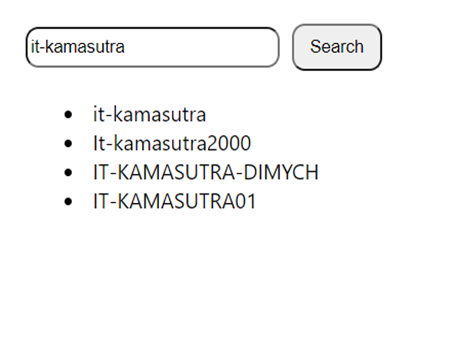 it-kamasutra Search
it-kamasutra
It-kamasutra2000
IT-KAMASUTRA-DIMYCH
IT-KAMASUTRA01